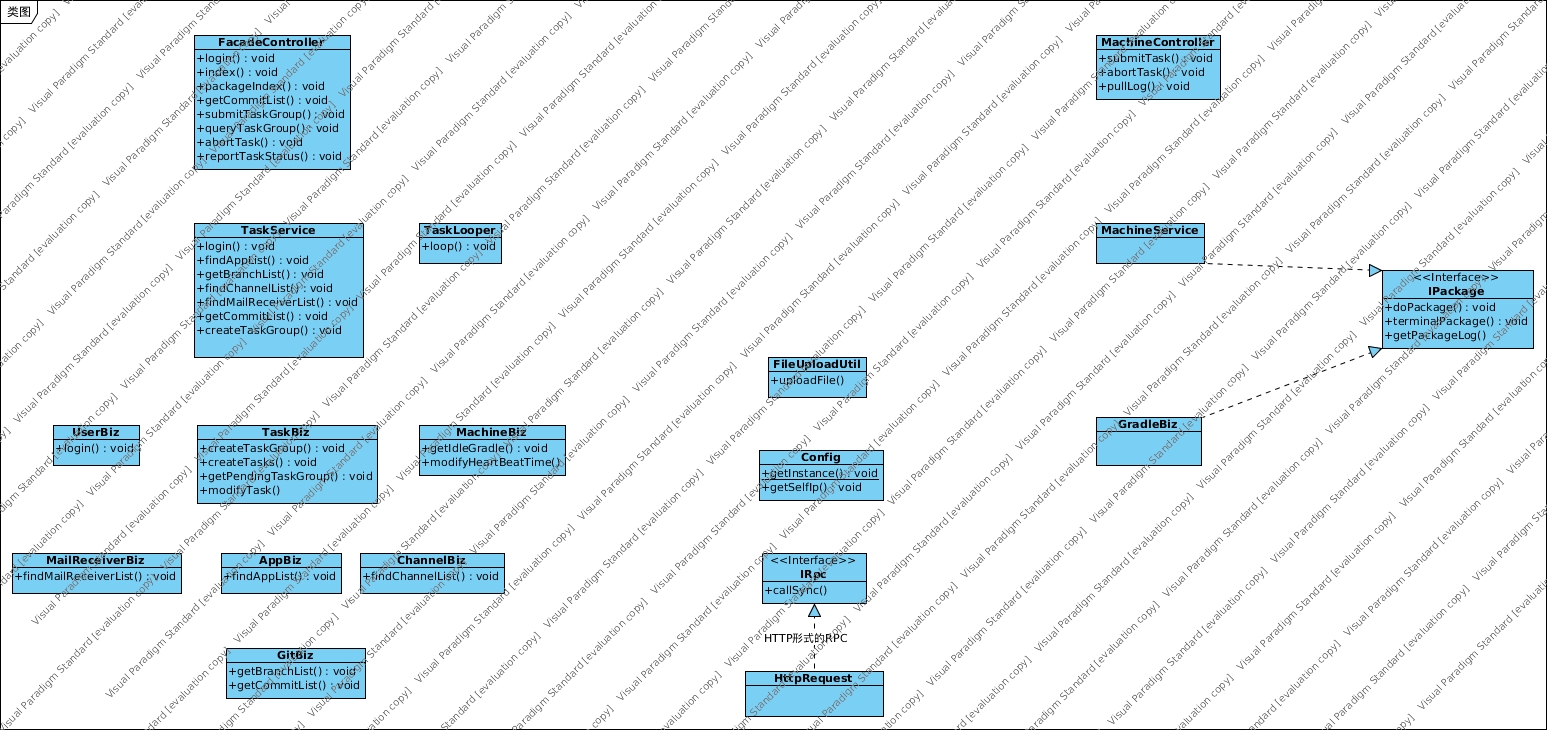 类图
FacadeController
+login() : void
+index() : void
+packageIndex() : void
+getCommitList() : void
+submitTaskGroup() : void
+queryTaskGroup() : void
+abortTask() : void
+reportTaskStatus() : void
MachineController
+submitTask() : void
+abortTask() : void
+pullLog() : void
TaskService
+login() : void
+findAppList() : void
+getBranchList() : void
+findChannelList() : void
+findMailReceiverList() : void
+getCommitList() : void
+createTaskGroup() : void
TaskLooper
+loop() : void
MachineService
<<Interface>>
IPackage
+doPackage() : void
+terminalPackage() : void
+getPackageLog()
FileUploadUtil
+uploadFile()
UserBiz
+login() : void
TaskBiz
+createTaskGroup() : void
+createTasks() : void
+getPendingTaskGroup() : void
+modifyTask()
MachineBiz
+getIdleGradle() : void
+modifyHeartBeatTime()
GradleBiz
Config
+getInstance() : void
+getSelfIp() : void
MailReceiverBiz
+findMailReceiverList() : void
AppBiz
+findAppList() : void
ChannelBiz
+findChannelList() : void
<<Interface>>
IRpc
+callSync()
HTTP形式的RPC
GitBiz
+getBranchList() : void
+getCommitList() : void
HttpRequest
Visual Paradigm Standard [evaluation copy]